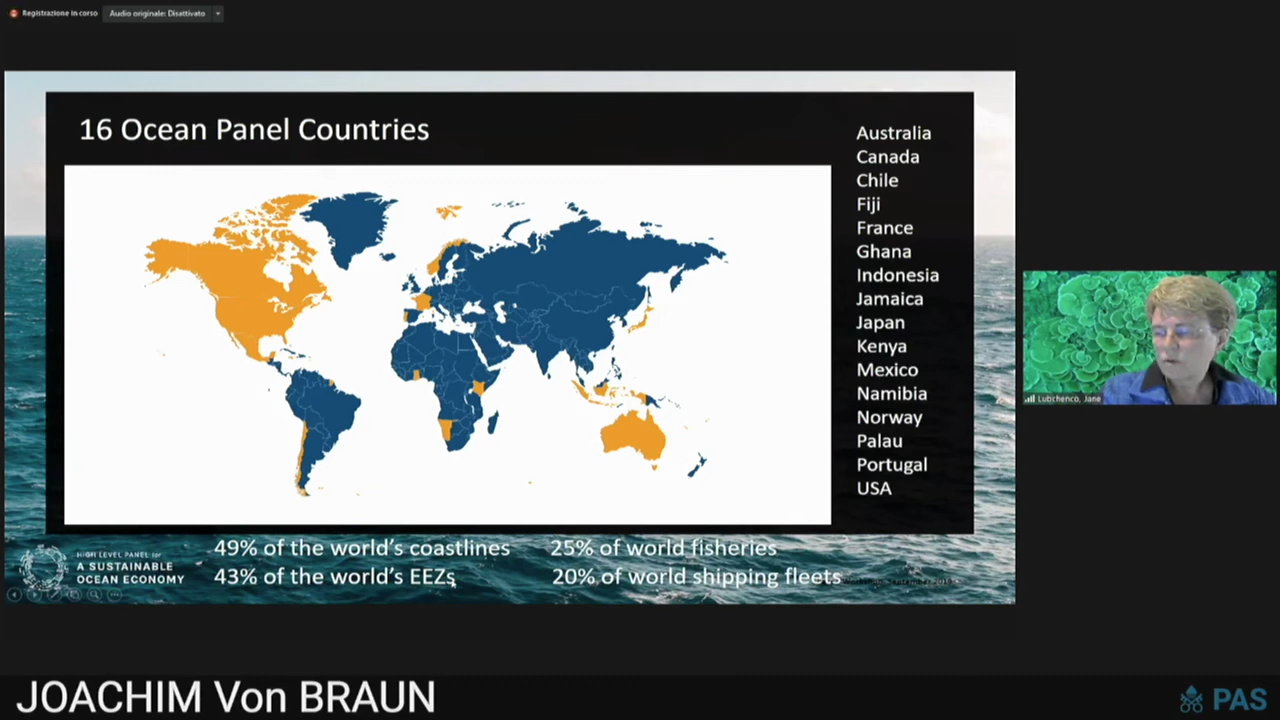 Registrazione in corso
Audio originale: Disattivato
16 Ocean Panel Countries
Australia
Canada
Chile
Fiji
France
Ghana
Indonesia
Jamaica
Japan
Kenya
Mexico
Namibia
Norway
Palau
Portugal
USA
Lubchenco, Jane
HIGH LEVEL PANEL for
A SUSTAINABLE
OCEAN ECONOMY
49% of the world's coastlines
25% of world fisheries
43% of the world's EEZs
20% of world shipping fleets
JOACHIM Von BRAUN
PAS